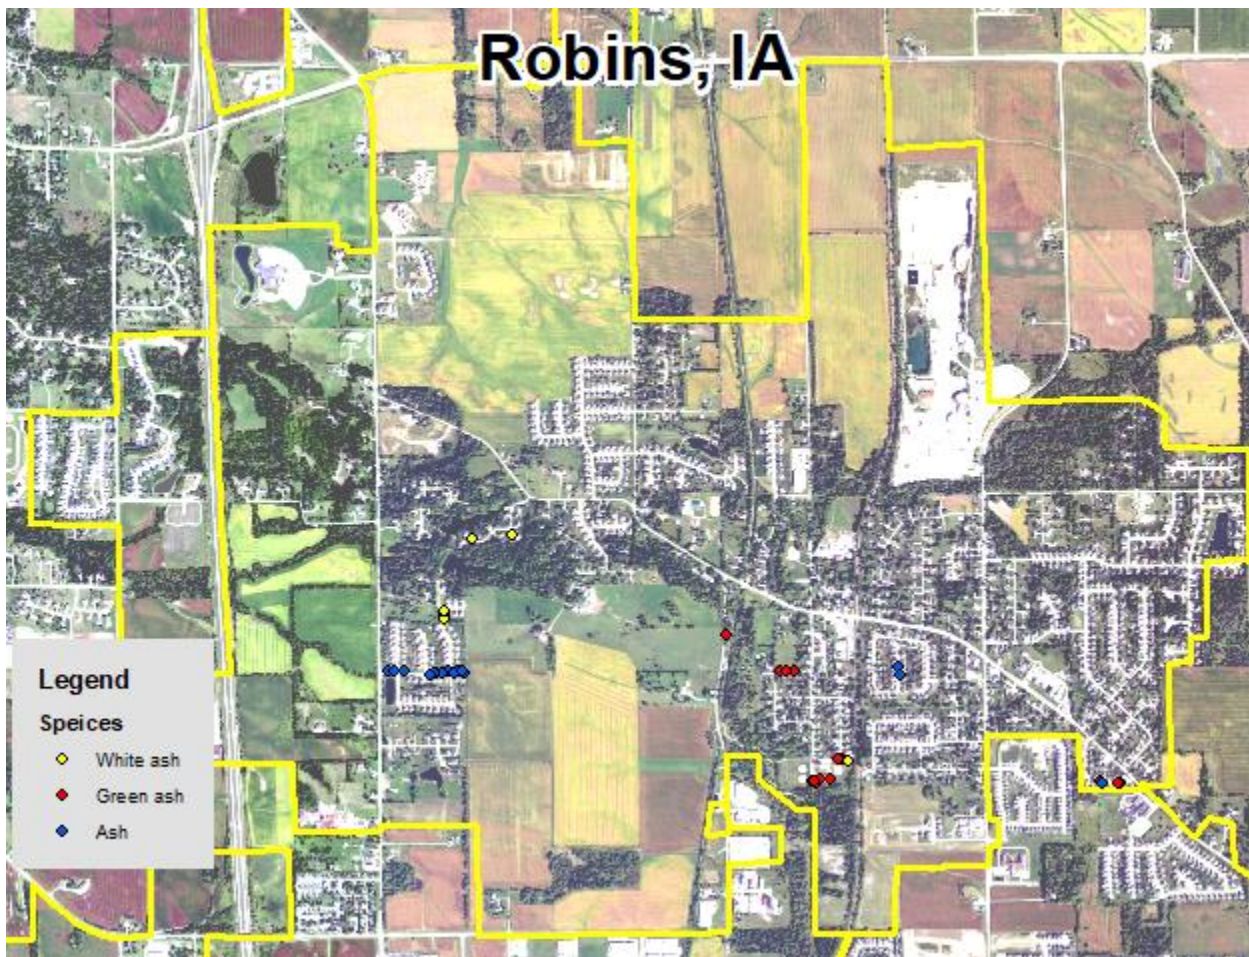 Robins, IA
Legend
Speices
White ash
Green ash
Ash